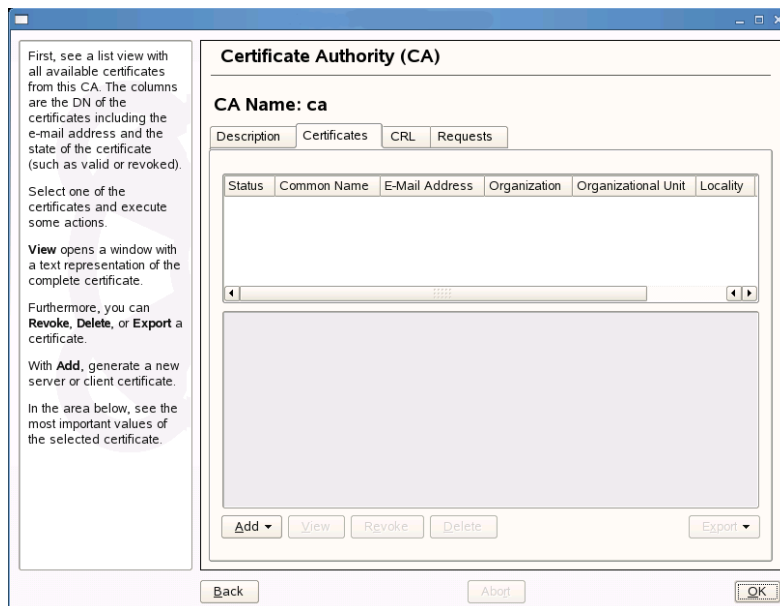 First, see a list view with
all available certificates
from this CA. The columns
are the DN of the
certificates including the
e-mail address and the
state of the certificate
(such as valid or revoked).
Select one of the
certificates and execute
some actions.
View opens a window with
a text representation of the
complete certificate.
Furthermore, you can
Revoke, Delete, or Export a
certificate.
With Add, generate a new
server or client certificate.
In the area below, see the
most important values of
the selected certificate.
Certificate Authority (CA)
CA Name: ca
Description Certificates CRL Requests
Status Common Name E-Mail Address Organization Organizational Unit Locality
Add View Revoke Delete Export
Back Abort OK